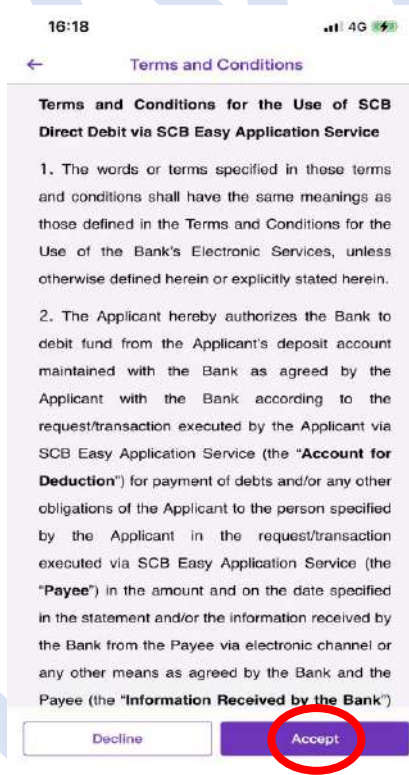 16:18
4G
← Terms and Conditions
Terms and Conditions for the Use of SCB
Direct Debit via SCB Easy Application Service
1. The words or terms specified in these terms
and conditions shall have the same meanings as
those defined in the Terms and Conditions for the
Use of the Bank's Electronic Services, unless
otherwise defined herein or explicitly stated herein.
2. The Applicant hereby authorizes the Bank to
debit fund from the Applicant's deposit account
maintained with the Bank as agreed by the
Applicant with the Bank according to the
request/transaction executed by the Applicant via
SCB Easy Application Service (the "Account for
Deduction") for payment of debts and/or any other
obligations of the Applicant to the person specified
by the Applicant in the request/transaction
executed via SCB Easy Application Service (the
"Payee") in the amount and on the date specified
in the statement and/or the information received by
the Bank from the Payee via electronic channel or
any other means as agreed by the Bank and the
Payee (the "Information Received by the Bank")
Decline
Accept